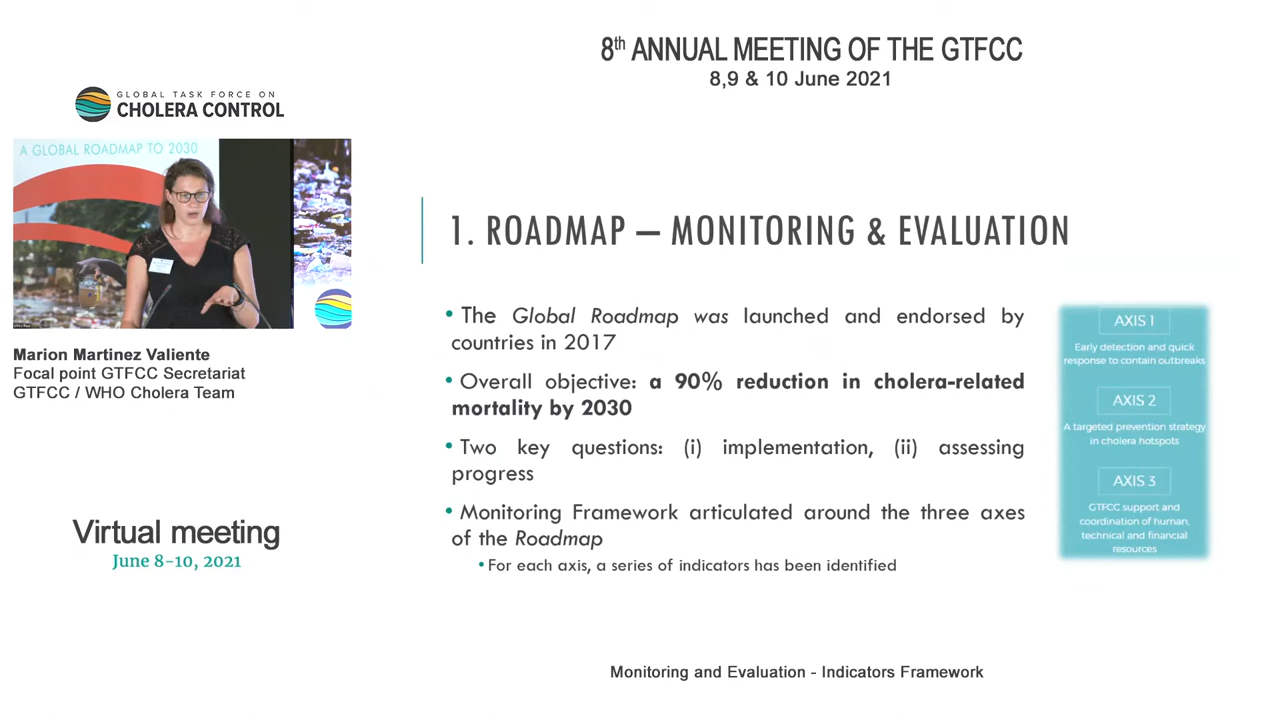 8th ANNUAL MEETING OF THE GTFCC
8,9 & 10 June 2021
GLOBAL TASK FORCE ON
CHOLERA CONTROL
A GLOBAL ROADMAP TO 2030
Marion Martinez Valiente
Focal point GTFCC Secretariat
GTFCC / WHO Cholera Team
Virtual meeting
June 8-10, 2021
1. ROADMAP – MONITORING & EVALUATION
• The Global Roadmap was launched and endorsed by
countries in 2017
• Overall objective: a 90% reduction in cholera-related
mortality by 2030
• Two key questions: (i) implementation, (ii) assessing
progress
• Monitoring Framework articulated around the three axes
of the Roadmap
• For each axis, a series of indicators has been identified
AXIS 1
Early detection and quick
response to contain outbreaks
AXIS 2
A targeted prevention strategy
in cholera hotspots
AXIS 3
GTFCC support and
coordination of human,
technical and financial
resources
Monitoring and Evaluation - Indicators Framework